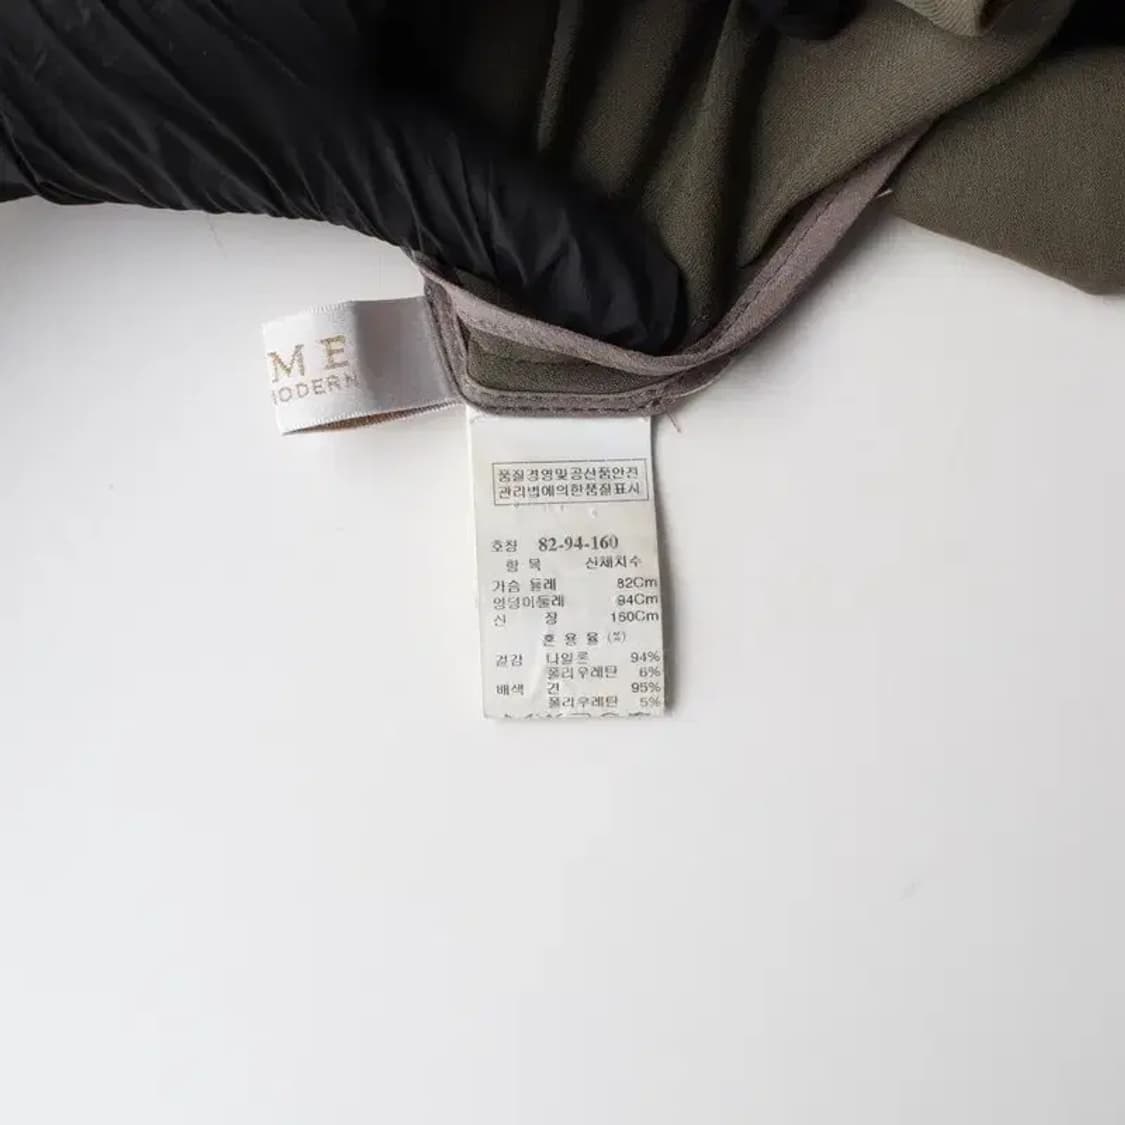 ME
MODERN
품질경영및공산품안전
관리법에의한품질표시
호칭 82-94-160
항 목 신체치수
가슴 둘레 82Cm
엉덩이둘레 94Cm
신 장 160Cm
혼 용 율 (%)
겉감 나일론 94%
폴리우레탄 6%
배색 견 95%
폴리우레탄 5%